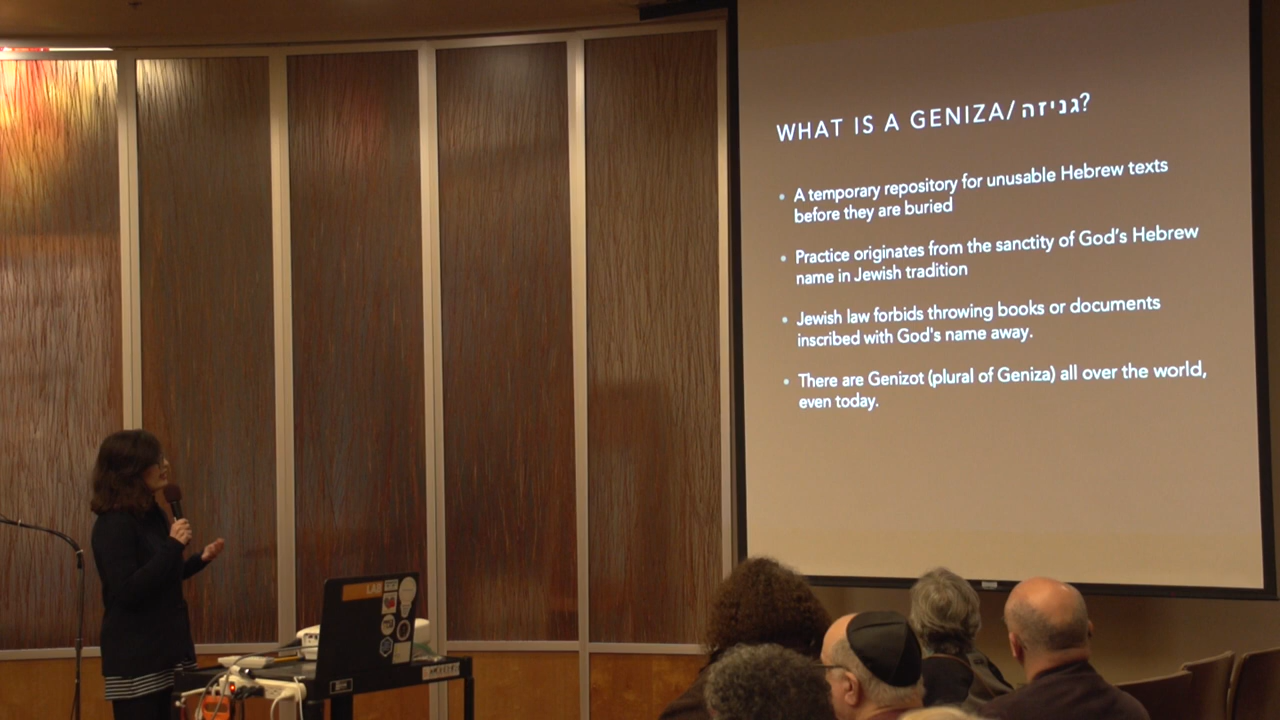 WHAT IS A GENIZA/גניזה?
• A temporary repository for unusable Hebrew texts
before they are buried
• Practice originates from the sanctity of God’s Hebrew
name in Jewish tradition
• Jewish law forbids throwing books or documents
inscribed with God's name away.
• There are Genizot (plural of Geniza) all over the world,
even today.
LAB